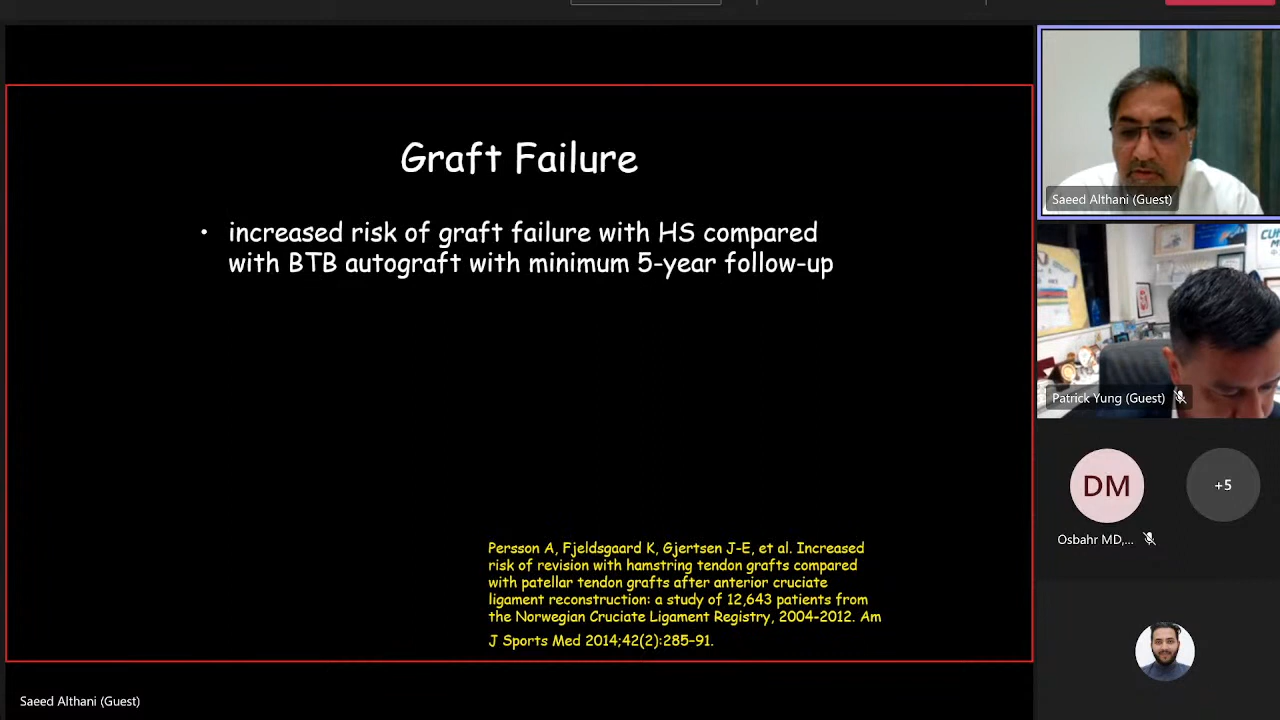 Graft Failure
• increased risk of graft failure with HS compared
with BTB autograft with minimum 5-year follow-up
Persson A, Fjeldsgaard K, Gjertsen J-E, et al. Increased
risk of revision with hamstring tendon grafts compared
with patellar tendon grafts after anterior cruciate
ligament reconstruction: a study of 12,643 patients from
the Norwegian Cruciate Ligament Registry, 2004-2012. Am
J Sports Med 2014;42(2):285–91.
Saeed Althani (Guest)
Saeed Althani (Guest)
Patrick Yung (Guest)
DM
+5
Osbahr MD,...